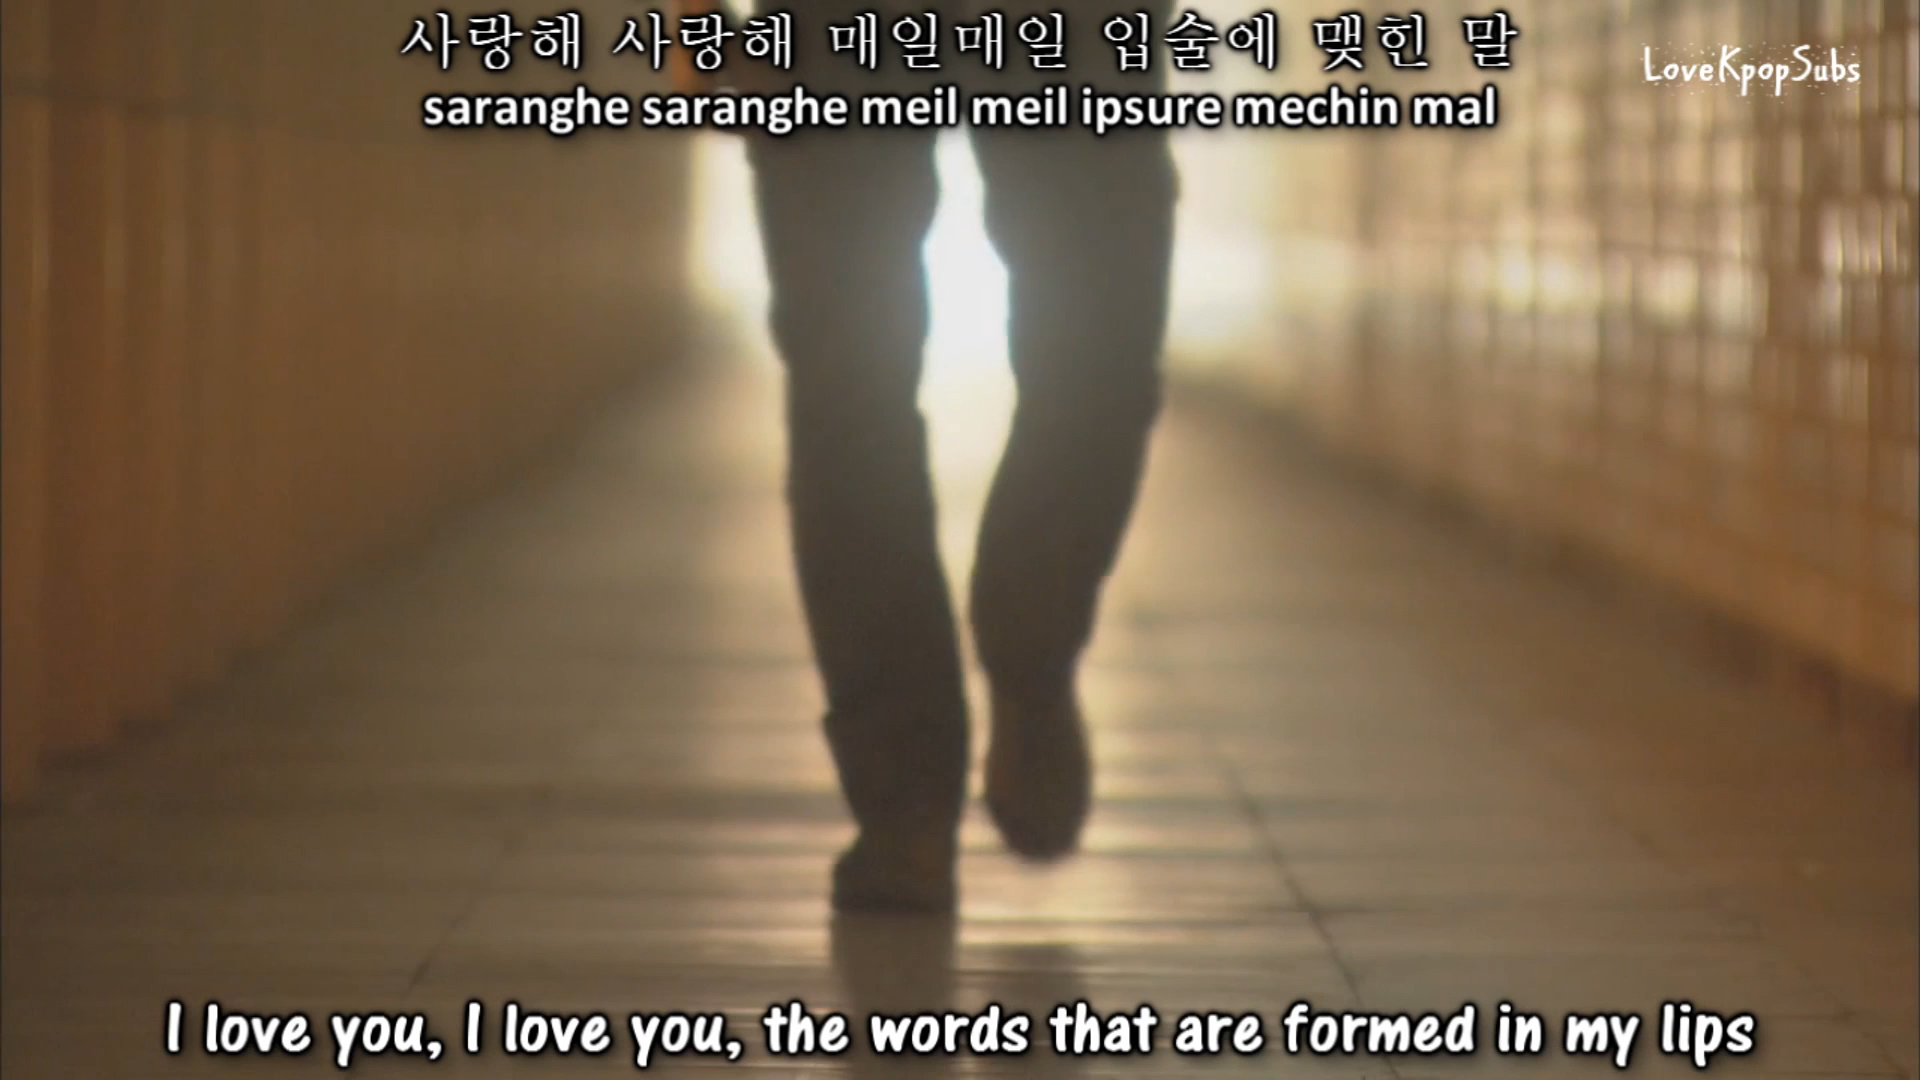 사랑해 사랑해 매일매일 입술에 맺힌 말
LoveKpopSubs
saranghe saranghe meil meil ipsure mechin mal
I love you, I love you, the words that are formed in my lips